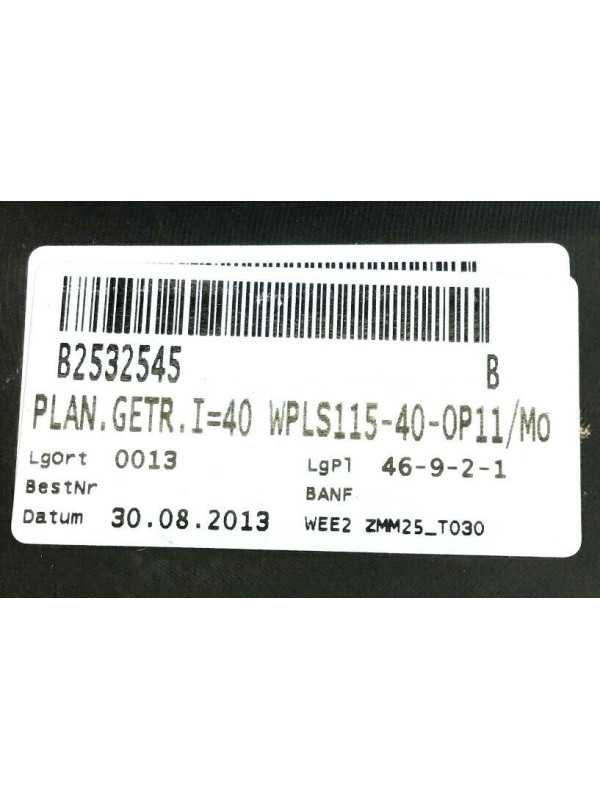 B2532545 B
PLAN.GETR.I=40 WPLS115-40-OP11/Mo
LgOrt 0013 LgPl 46-9-2-1
BestNr BANF
Datum 30.08.2013 WEE2 ZMM25_T030